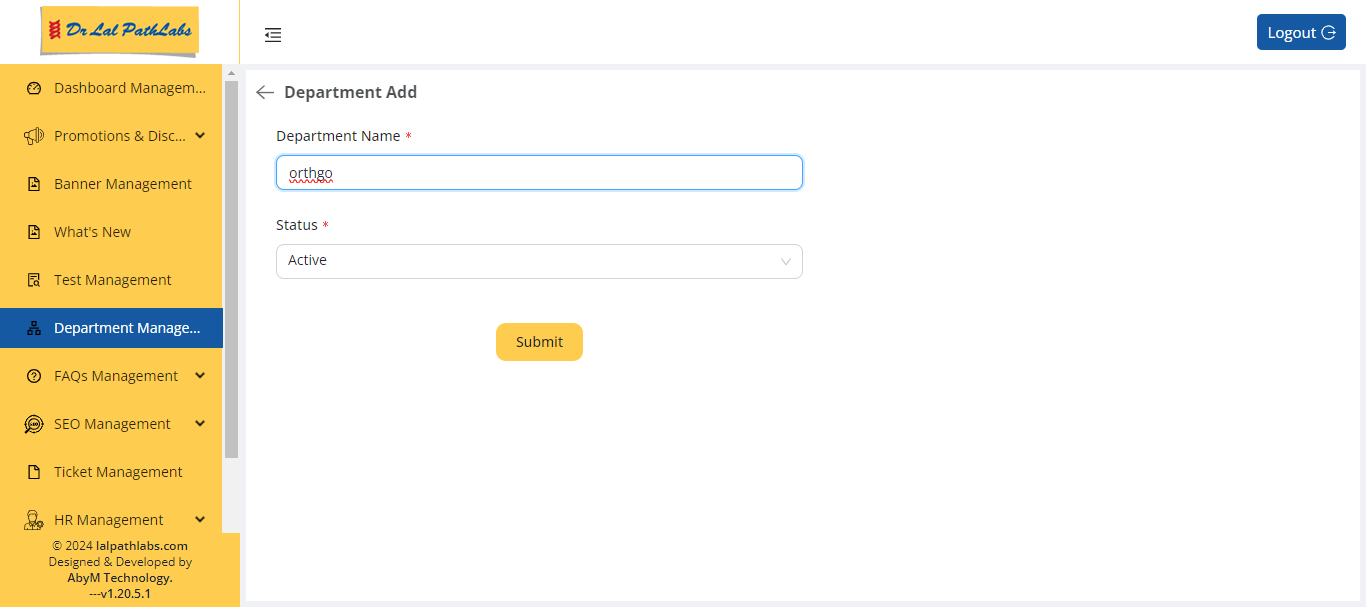 Dr Lal PathLabs
Logout
Dashboard Managem...
Promotions & Disc...
Banner Management
What's New
Test Management
Department Manage...
FAQs Management
SEO Management
Ticket Management
HR Management
© 2024 lalpathlabs.com
Designed & Developed by
AbyM Technology.
---v1.20.5.1
Department Add
Department Name *
orthgo
Status *
Active
Submit